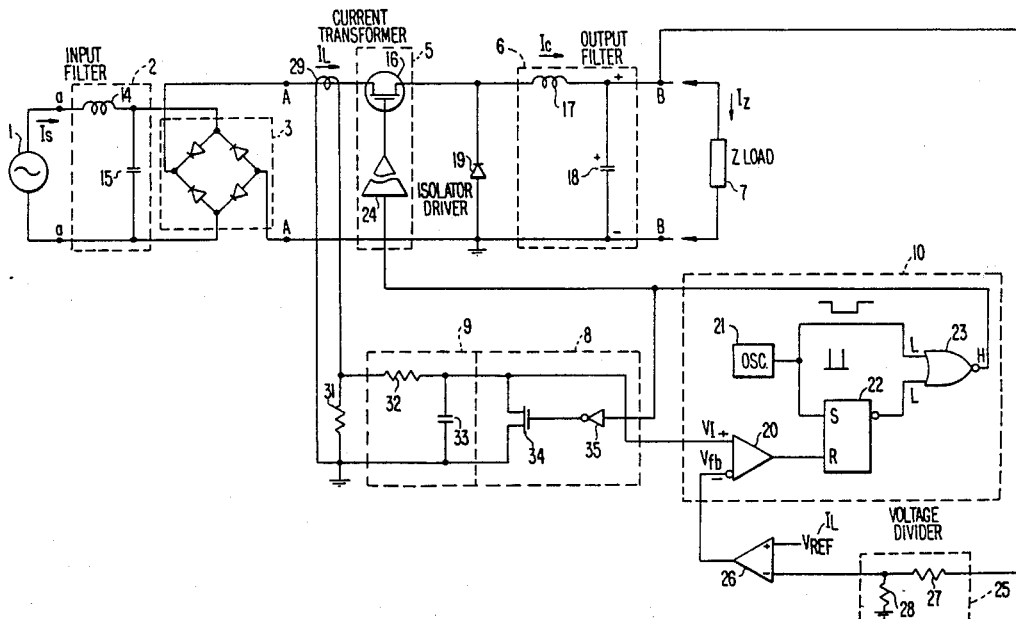 CURRENT
TRANSFORMER
INPUT
FILTER
OUTPUT
FILTER
IL
Ic
2
29
16
5
6
14
a
A
+
B
17
1
Is
3
Iz
15
19
+
18
Z LOAD
7
ISOLATOR
DRIVER
24
a
A
-
B
10
9
8
21
OSC.
L
23
H
22
L
31
32
33
34
35
VI +
20
S
Vfb
-
R
VOLTAGE
DIVIDER
IL
+
VREF
26
-
27
28
25